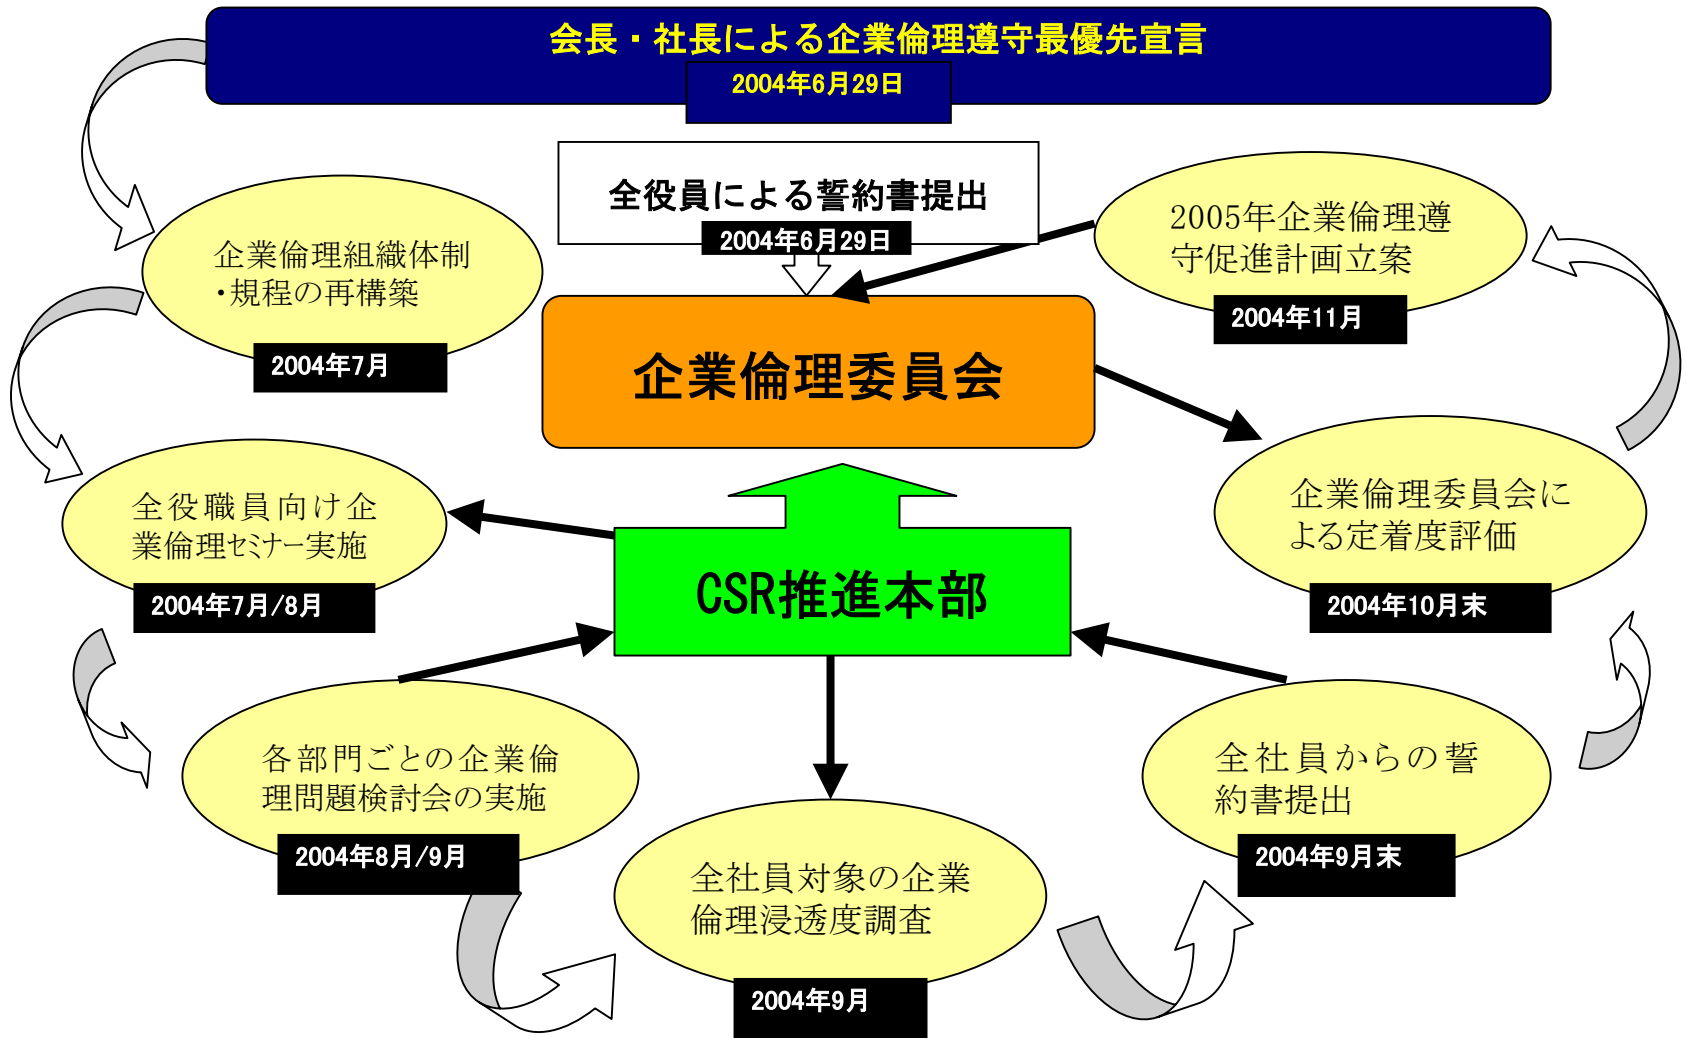 会長・社長による企業倫理遵守最優先宣言
2004年6月29日
全役員による誓約書提出
2004年6月29日
企業倫理組織体制
・規程の再構築
2004年7月
2005年企業倫理遵
守促進計画立案
2004年11月
企業倫理委員会
全役職員向け企
業倫理ｾﾐﾅｰ実施
2004年7月/8月
企業倫理委員会に
よる定着度評価
2004年10月末
CSR推進本部
各部門ごとの企業倫
理問題検討会の実施
2004年8月/9月
全社員からの誓
約書提出
2004年9月末
全社員対象の企業
倫理浸透度調査
2004年9月